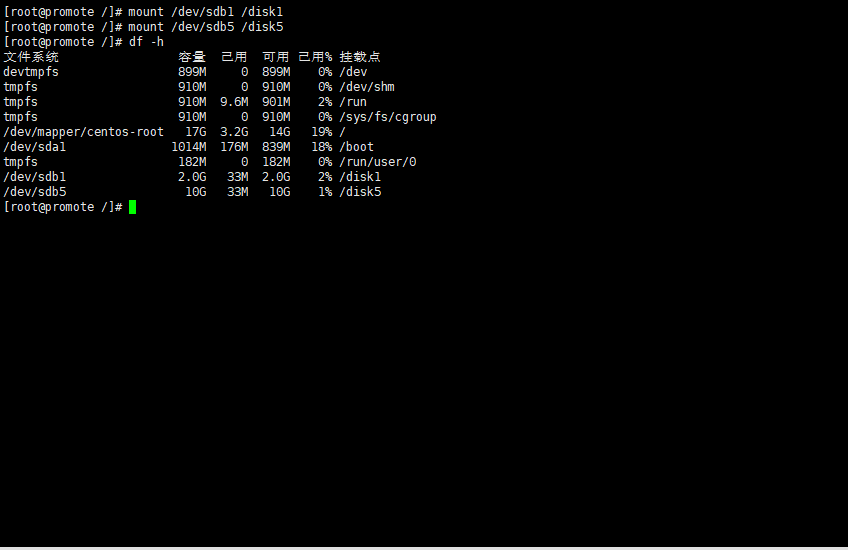 [root@promote /]# mount /dev/sdb1 /disk1
[root@promote /]# mount /dev/sdb5 /disk5
[root@promote /]# df -h
文件系统                 容量  已用  可用 已用% 挂载点
devtmpfs                 899M     0  899M    0% /dev
tmpfs                    910M     0  910M    0% /dev/shm
tmpfs                    910M  9.6M  901M    2% /run
tmpfs                    910M     0  910M    0% /sys/fs/cgroup
/dev/mapper/centos-root   17G  3.2G   14G   19% /
/dev/sda1               1014M  176M  839M   18% /boot
tmpfs                    182M     0  182M    0% /run/user/0
/dev/sdb1                2.0G   33M  2.0G    2% /disk1
/dev/sdb5                 10G   33M   10G    1% /disk5
[root@promote /]#